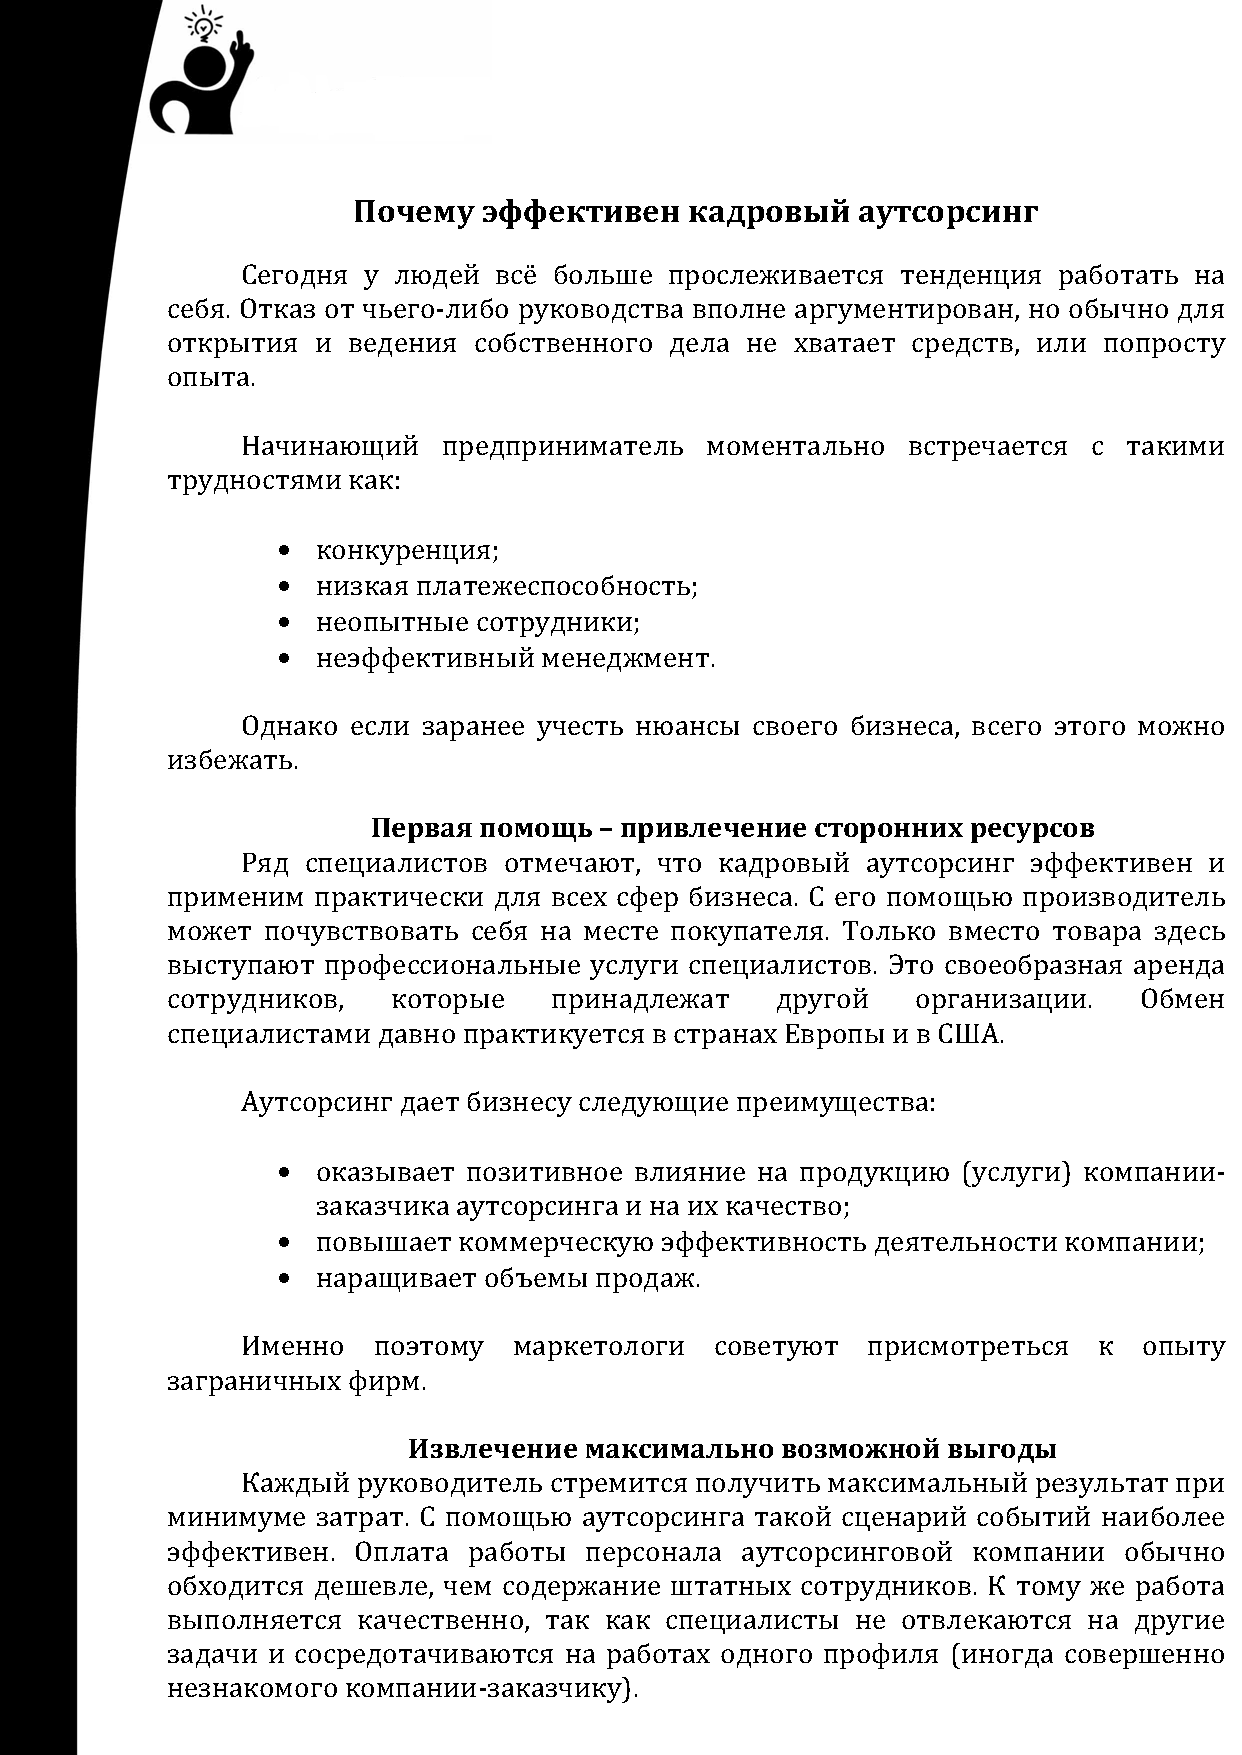 Почему эффективен кадровый аутсорсинг
Сегодня у людей всё больше прослеживается тенденция работать на
себя. Отказ от чьего-либо руководства вполне аргументирован, но обычно для
открытия и ведения собственного дела не хватает средств, или попросту
опыта.
Начинающий предприниматель моментально встречается с такими
трудностями как:
• конкуренция;
• низкая платежеспособность;
• неопытные сотрудники;
• неэффективный менеджмент.
Однако если заранее учесть нюансы своего бизнеса, всего этого можно
избежать.
Первая помощь – привлечение сторонних ресурсов
Ряд специалистов отмечают, что кадровый аутсорсинг эффективен и
применим практически для всех сфер бизнеса. С его помощью производитель
может почувствовать себя на месте покупателя. Только вместо товара здесь
выступают профессиональные услуги специалистов. Это своеобразная аренда
сотрудников, которые принадлежат другой организации. Обмен
специалистами давно практикуется в странах Европы и в США.
Аутсорсинг дает бизнесу следующие преимущества:
• оказывает позитивное влияние на продукцию (услуги) компании-
заказчика аутсорсинга и на их качество;
• повышает коммерческую эффективность деятельности компании;
• наращивает объемы продаж.
Именно поэтому маркетологи советуют присмотреться к опыту
заграничных фирм.
Извлечение максимально возможной выгоды
Каждый руководитель стремится получить максимальный результат при
минимуме затрат. С помощью аутсорсинга такой сценарий событий наиболее
эффективен. Оплата работы персонала аутсорсинговой компании обычно
обходится дешевле, чем содержание штатных сотрудников. К тому же работа
выполняется качественно, так как специалисты не отвлекаются на другие
задачи и сосредотачиваются на работах одного профиля (иногда совершенно
незнакомого компании-заказчику).